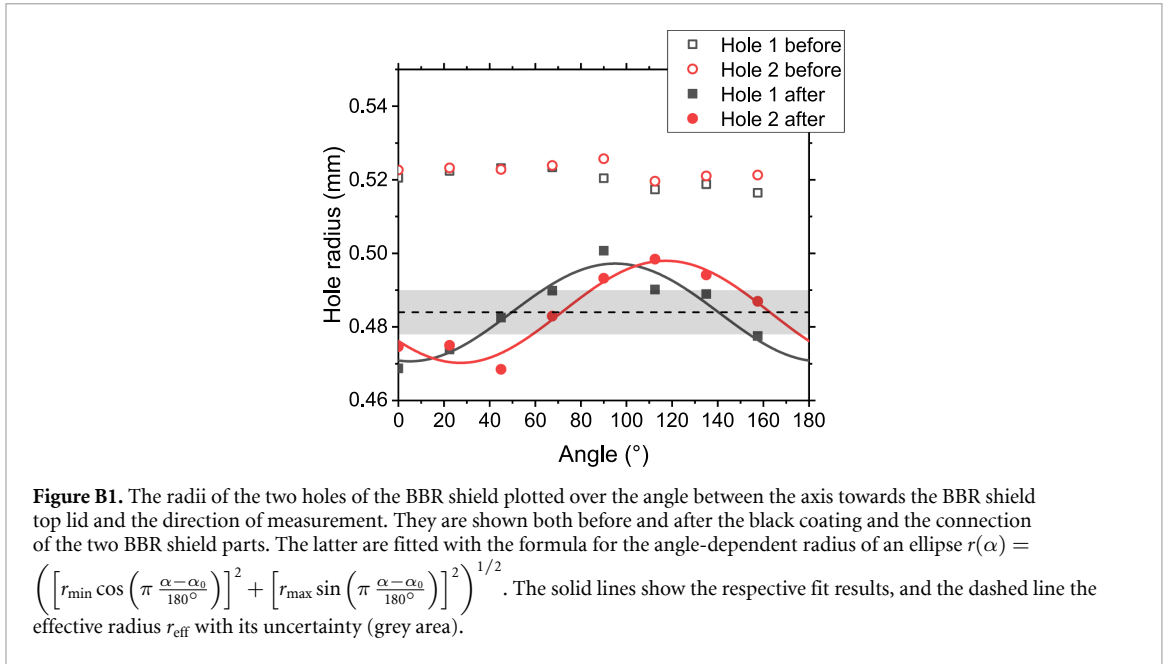 Hole 1 before
Hole 2 before
Hole 1 after
Hole 2 after
0.54
0.52
0.50
0.48
0.46
Hole radius (mm)
0 20 40 60 80 100 120 140 160 180
Angle (°)
Figure B1. The radii of the two holes of the BBR shield plotted over the angle between the axis towards the BBR shield
top lid and the direction of measurement. They are shown both before and after the black coating and the connection
of the two BBR shield parts. The latter are fitted with the formula for the angle-dependent radius of an ellipse r(α) =
([r_min cos(π (α−α₀)/180°)]² + [r_max sin(π (α−α₀)/180°)]²)^1/2. The solid lines show the respective fit results, and the dashed line the
effective radius r_eff with its uncertainty (grey area).